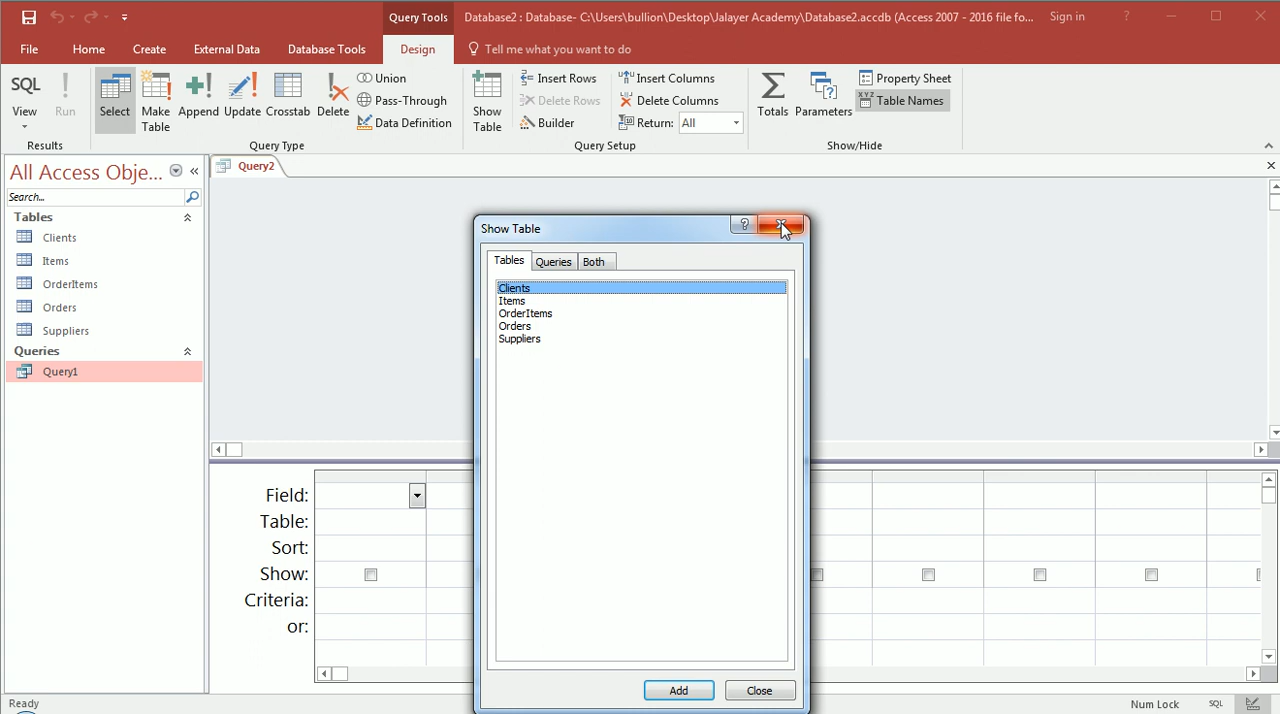 Query Tools
Database2 : Database- C:\Users\bullion\Desktop\Jalayer Academy\Database2.accdb (Access 2007 - 2016 file fo...
Sign in
?
File
Home
Create
External Data
Database Tools
Design
Tell me what you want to do
SQL
View
Run
Select
Make
Table
Append
Update
Crosstab
Delete
Union
Pass-Through
Data Definition
Show
Table
Insert Rows
Delete Rows
Builder
Insert Columns
Delete Columns
Return: All
Totals
Parameters
Property Sheet
Table Names
Results
Query Type
Query Setup
Show/Hide
All Access Obje...
Search...
Tables
Clients
Items
OrderItems
Orders
Suppliers
Queries
Query1
Query2
Show Table
?
Tables
Queries
Both
Clients
Items
OrderItems
Orders
Suppliers
Add
Close
Field:
Table:
Sort:
Show:
Criteria:
or:
Ready
Num Lock
SQL